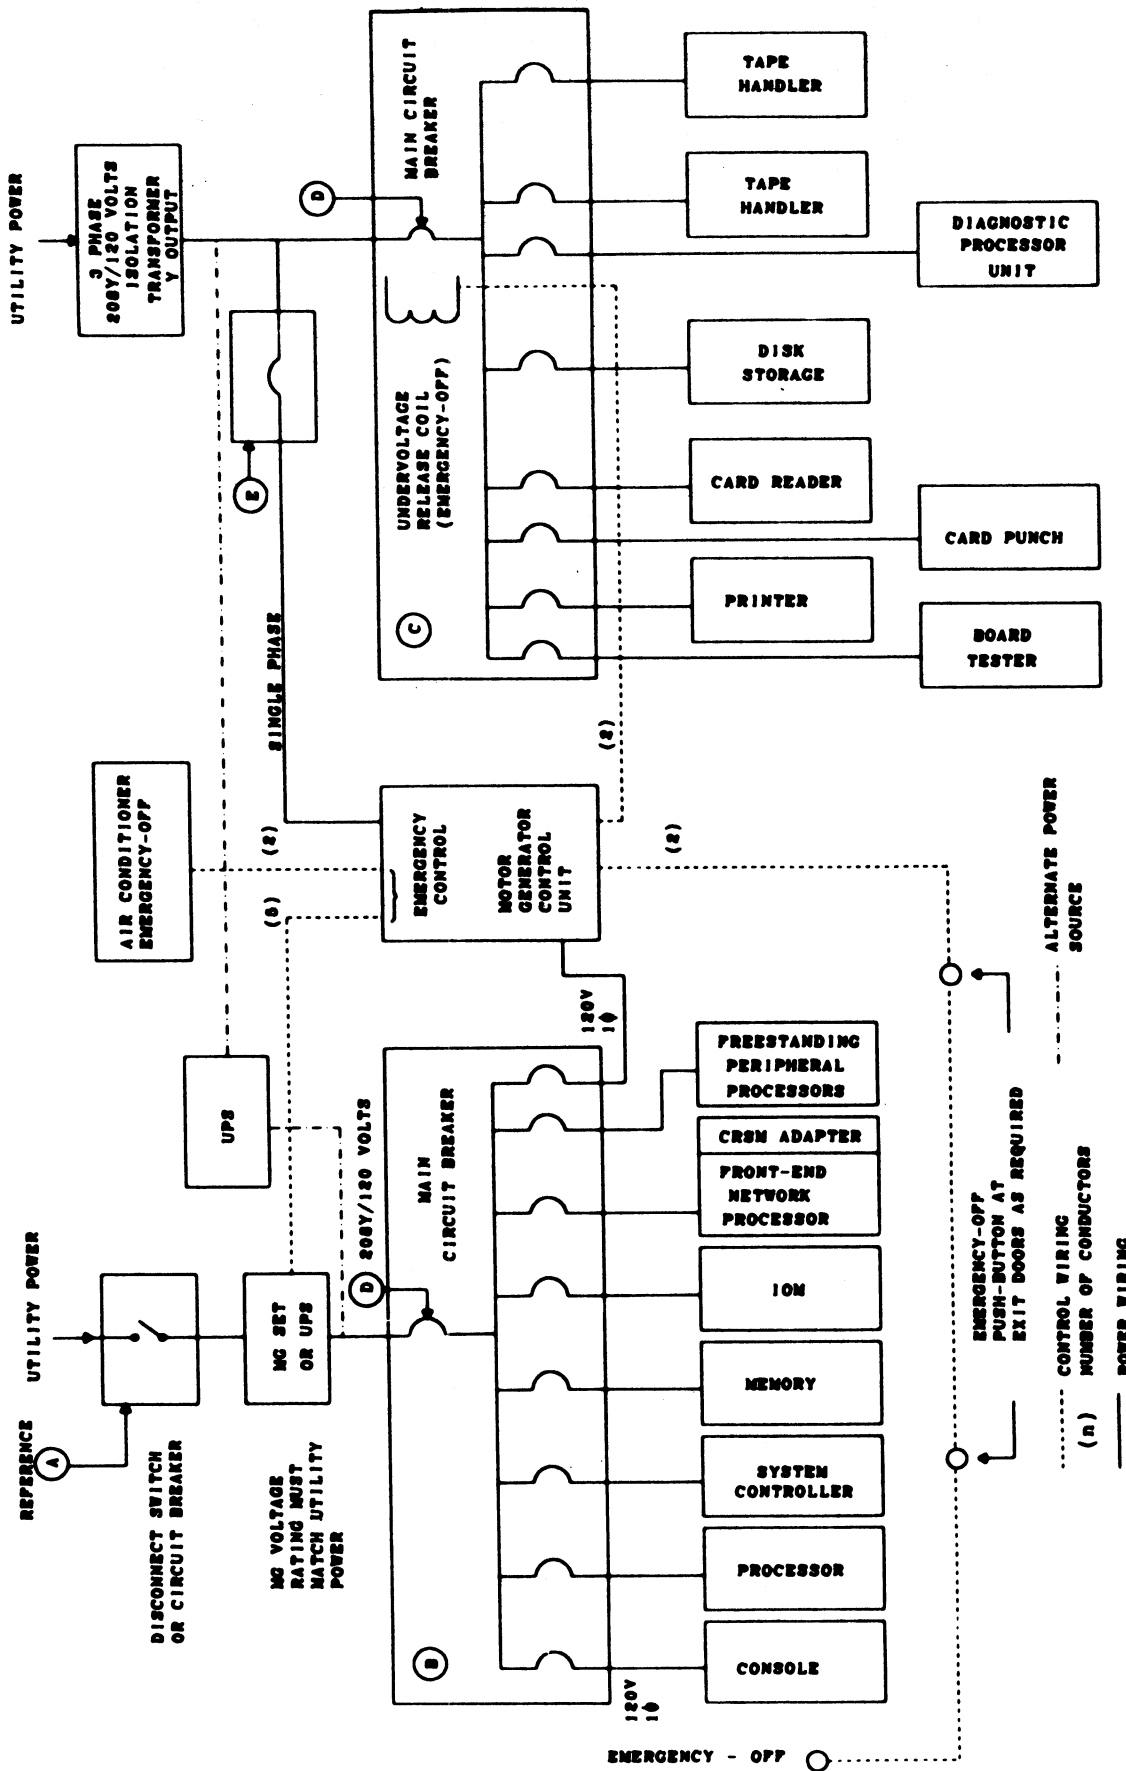 REFERENCE
A
UTILITY POWER
DISCONNECT SWITCH
OR CIRCUIT BREAKER
MG SET
OR UPS
MG VOLTAGE
RATING MUST
MATCH UTILITY
POWER
UPS
AIR CONDITIONER
EMERGENCY-OFF
(5)
(2)
UTILITY POWER
3 PHASE
208Y/120 VOLTS
ISOLATION
TRANSFORMER
Y OUTPUT
E
SINGLE PHASE
D
208Y/120 VOLTS
MAIN
CIRCUIT BREAKER
B
120V
1ϕ
120V
1ϕ
EMERGENCY
CONTROL
MOTOR
GENERATOR
CONTROL
UNIT
(2)
(2)
D
MAIN CIRCUIT
BREAKER
UNDERVOLTAGE
RELEASE COIL
(EMERGENCY-OFF)
C
CONSOLE
PROCESSOR
SYSTEM
CONTROLLER
MEMORY
IOM
FRONT-END
NETWORK
PROCESSOR
CRSM ADAPTER
FREESTANDING
PERIPHERAL
PROCESSORS
BOARD
TESTER
PRINTER
CARD PUNCH
CARD READER
DISK
STORAGE
DIAGNOSTIC
PROCESSOR
UNIT
TAPE
HANDLER
TAPE
HANDLER
EMERGENCY - OFF
EMERGENCY-OFF
PUSH-BUTTON AT
EXIT DOORS AS REQUIRED
CONTROL WIRING
(n) NUMBER OF CONDUCTORS
POWER WIRING
ALTERNATE POWER
SOURCE